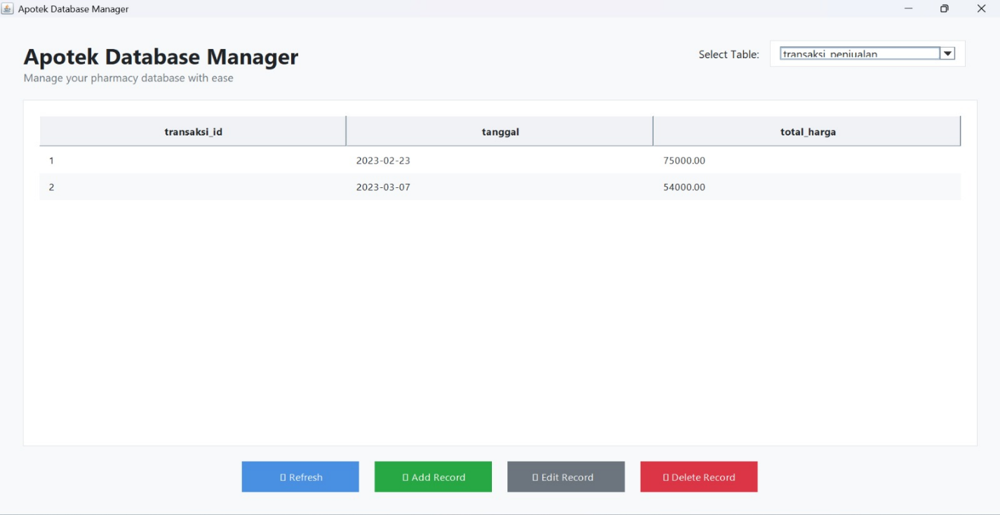 Apotek Database Manager
Apotek Database Manager
Manage your pharmacy database with ease
Select Table: transaksi_penjualan
transaksi_id tanggal total_harga
1 2023-02-23 75000.00
2 2023-03-07 54000.00
Refresh Add Record Edit Record Delete Record